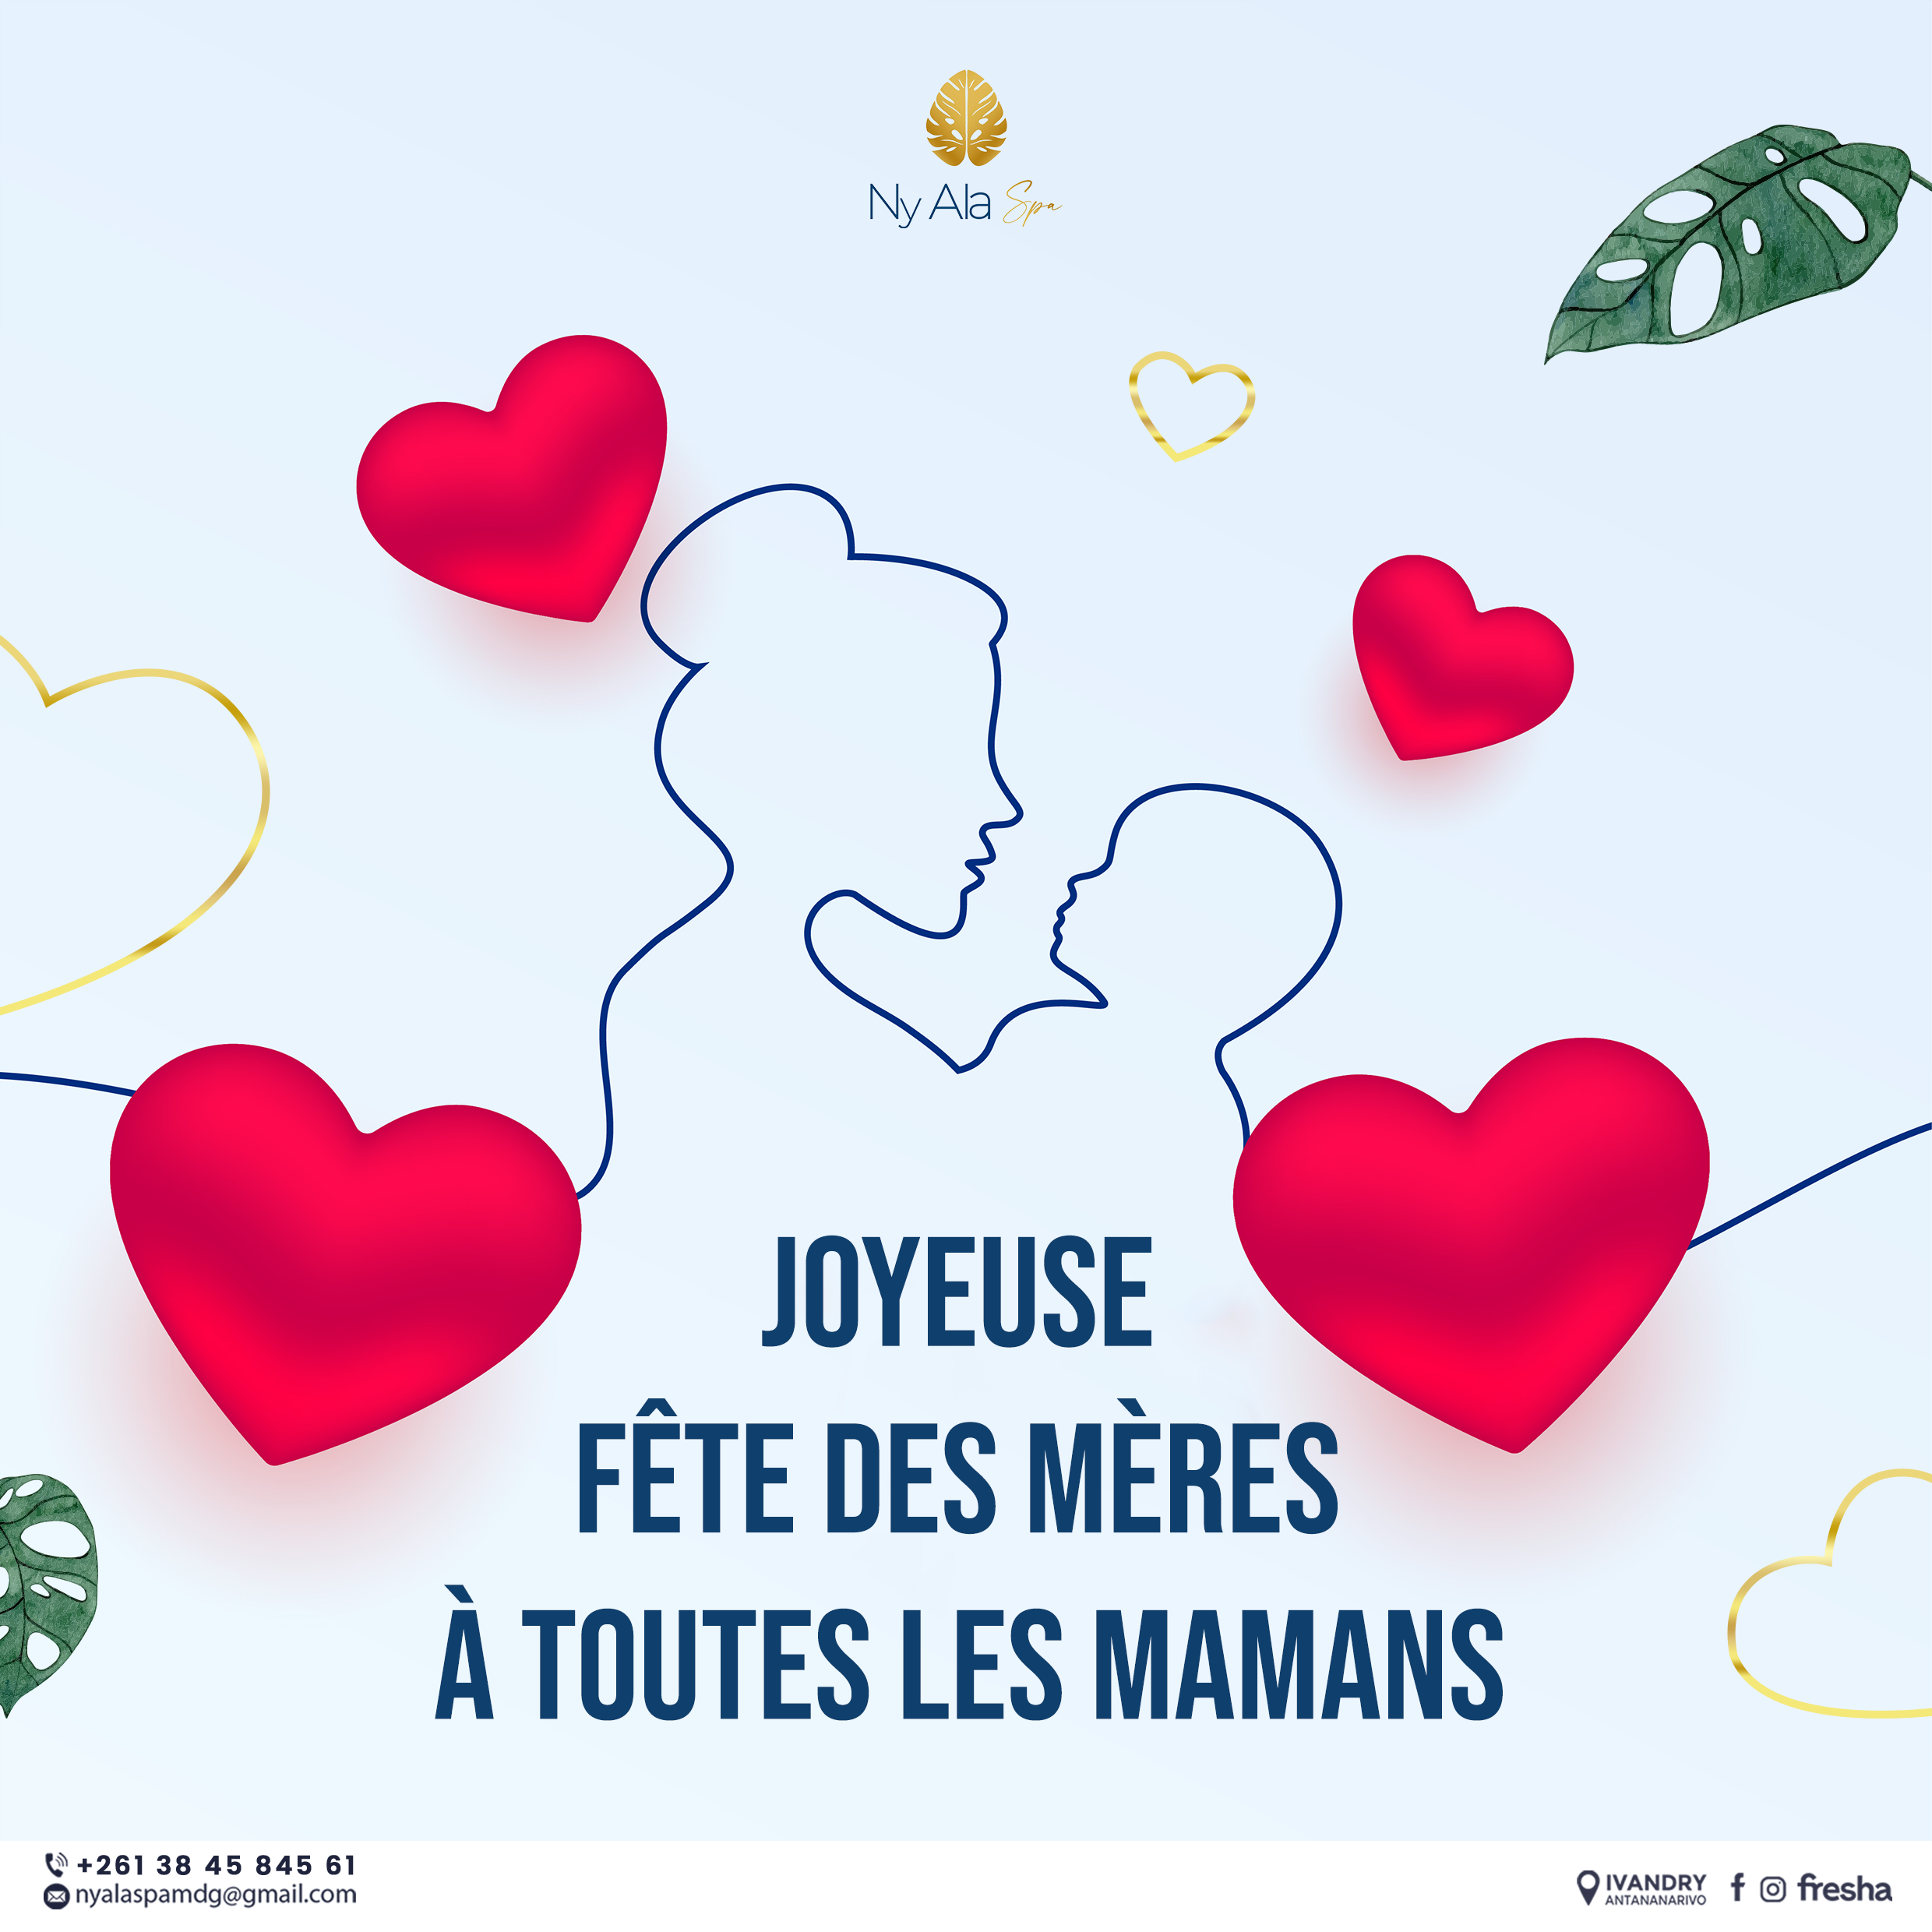 Ny Ala Spa
JOYEUSE
FÊTE DES MÈRES
À TOUTES LES MAMANS
+261 38 45 845 61
nyalaspamdg@gmail.com
IVANDRY
ANTANANARIVO
fresha